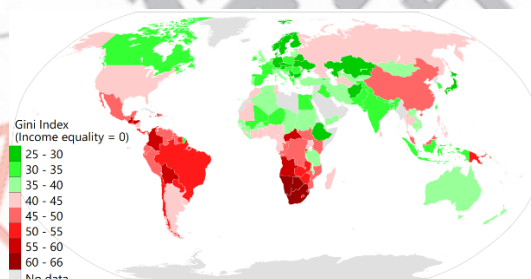 Gini Index
(Income equality = 0)
25 - 30
30 - 35
35 - 40
40 - 45
45 - 50
50 - 55
55 - 60
60 - 66
No data